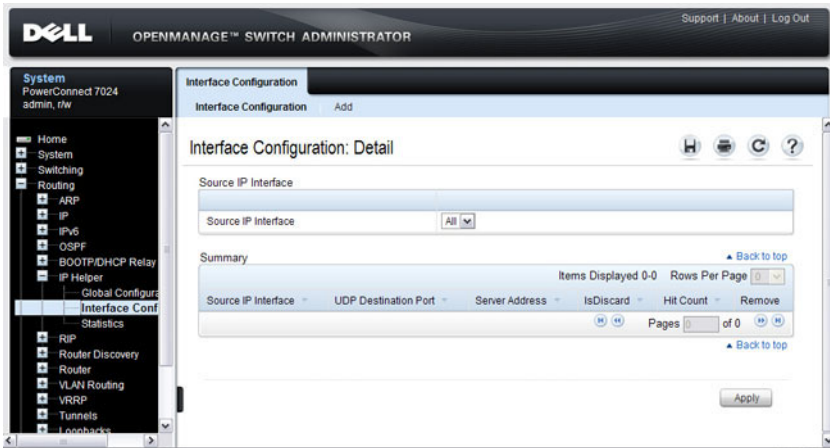 Support | About | Log Out
DELL
OPENMANAGE™ SWITCH ADMINISTRATOR
System
PowerConnect 7024
admin, r/w
Interface Configuration
Interface Configuration
Add
Home
System
Switching
Routing
ARP
IP
IPv6
OSPF
BOOTP/DHCP Relay
IP Helper
Global Configura
Interface Conf
Statistics
RIP
Router Discovery
Router
VLAN Routing
VRRP
Tunnels
Loopbacks
Interface Configuration: Detail
?
Source IP Interface
Source IP Interface
All
Summary
Back to top
Items Displayed 0-0 Rows Per Page 0
Source IP Interface UDP Destination Port Server Address IsDiscard Hit Count Remove
Pages 0 of 0
Back to top
Apply